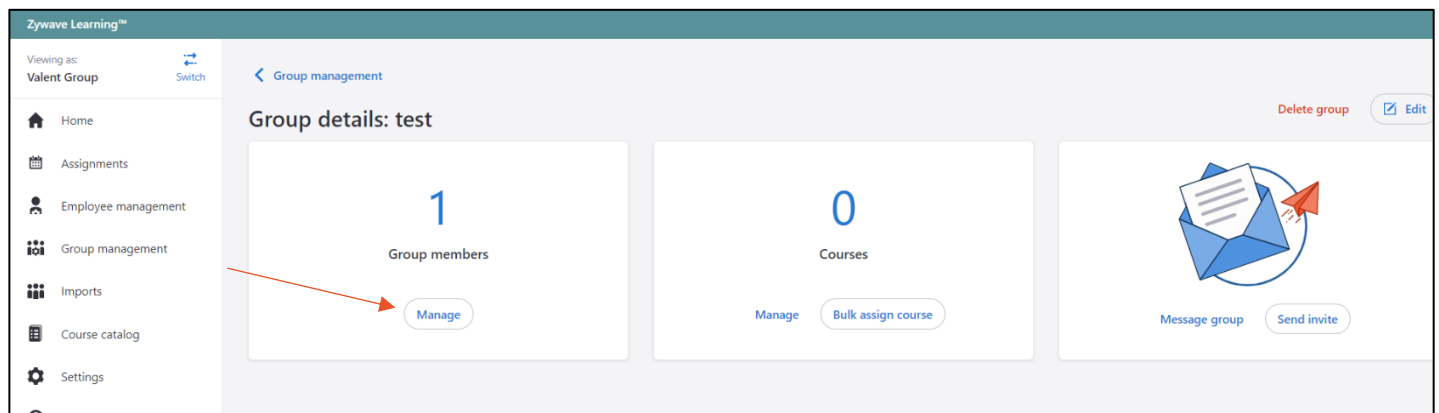 Zywave Learning™
Viewing as:
Valent Group
Switch
Home
Assignments
Employee management
Group management
Imports
Course catalog
Settings
Group management
Group details: test
Delete group
Edit
1
Group members
Manage
0
Courses
Manage
Bulk assign course
Message group
Send invite